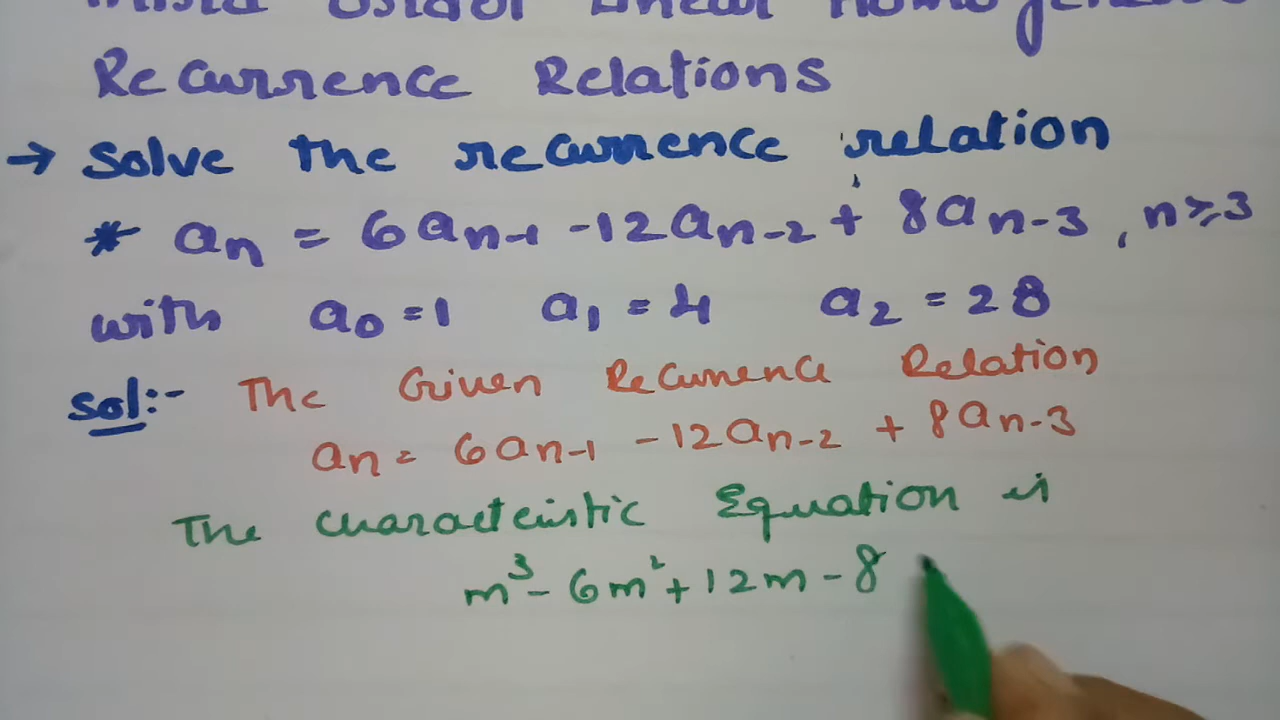 Recurrence Relations
→ Solve the recurrence relation
* aₙ = 6aₙ₋₁ - 12aₙ₋₂ + 8aₙ₋₃, n≥3
with a₀=1 a₁=4 a₂=28
Sol:- The Given Recurrence Relation
aₙ = 6aₙ₋₁ - 12aₙ₋₂ + 8aₙ₋₃
The characteristic Equation is
m³ - 6m² + 12m - 8